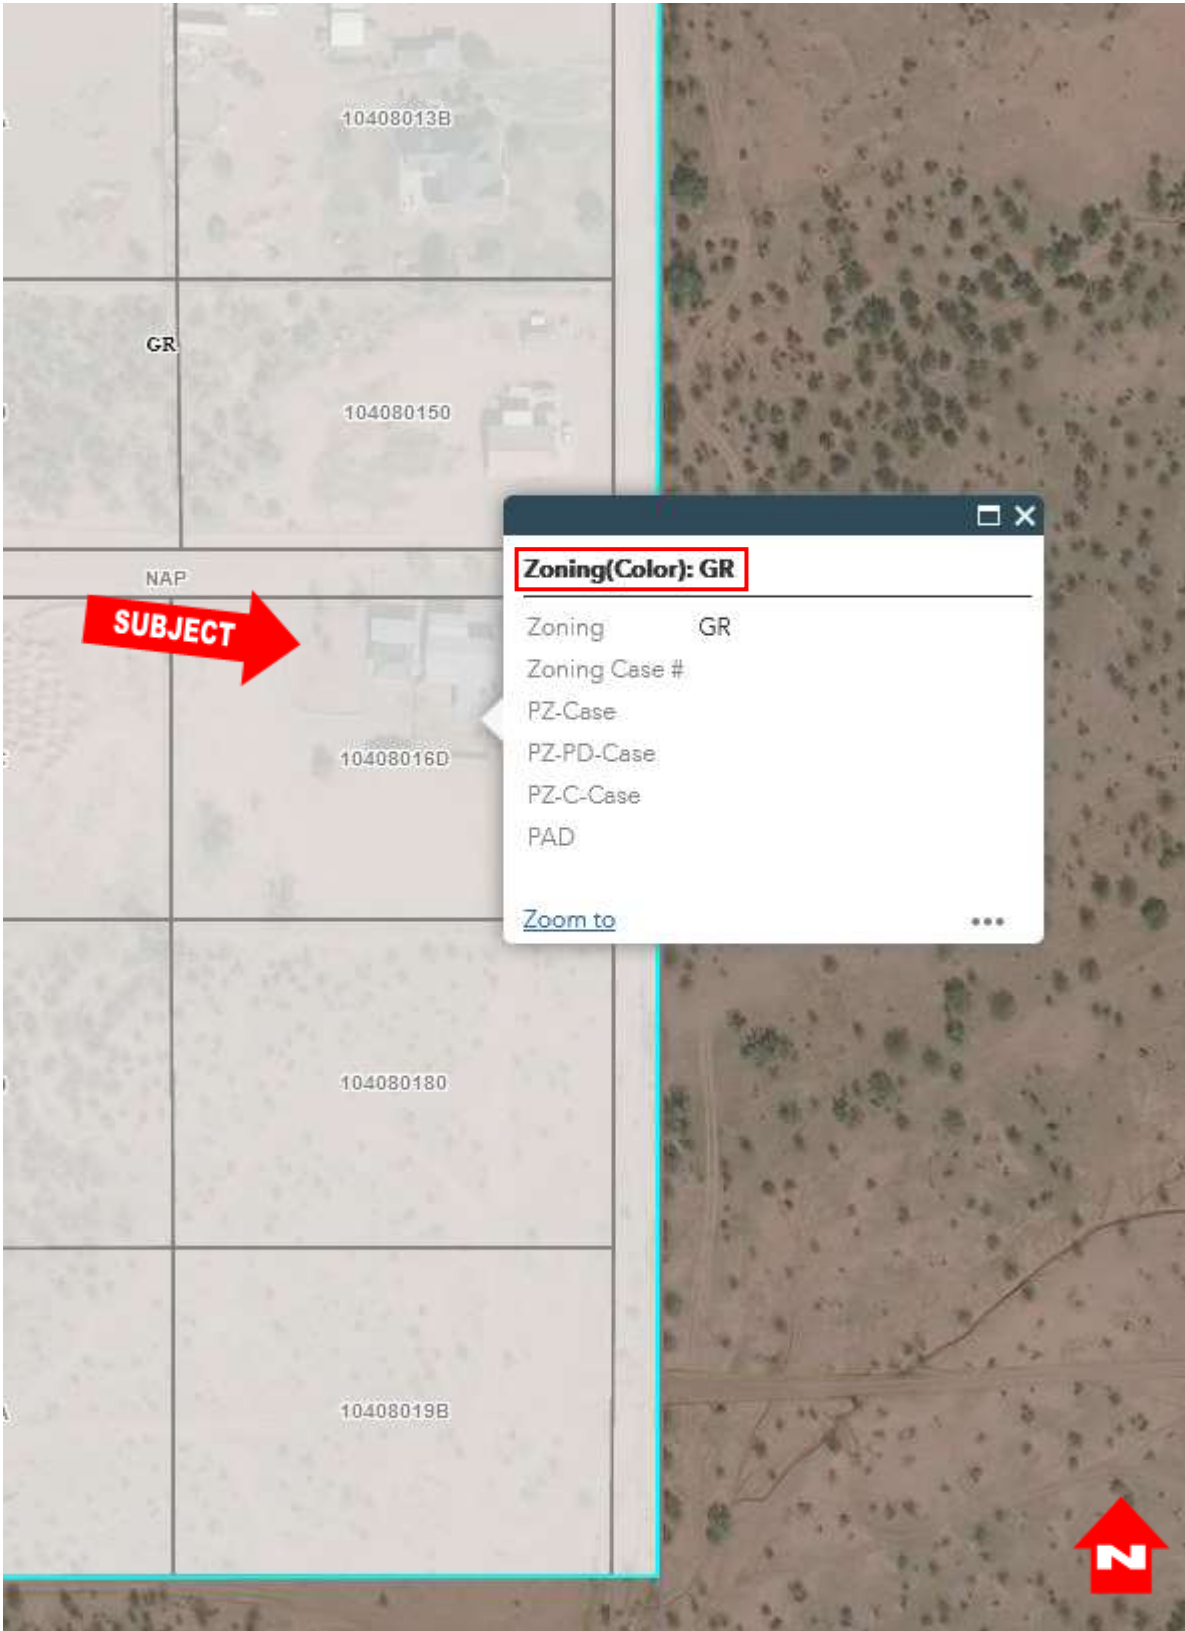 10408013B
GR
104080150
NAP
SUBJECT
Zoning(Color): GR
Zoning GR
Zoning Case #
PZ-Case
PZ-PD-Case
PZ-C-Case
PAD
Zoom to
10408016D
104080180
10408019B
N